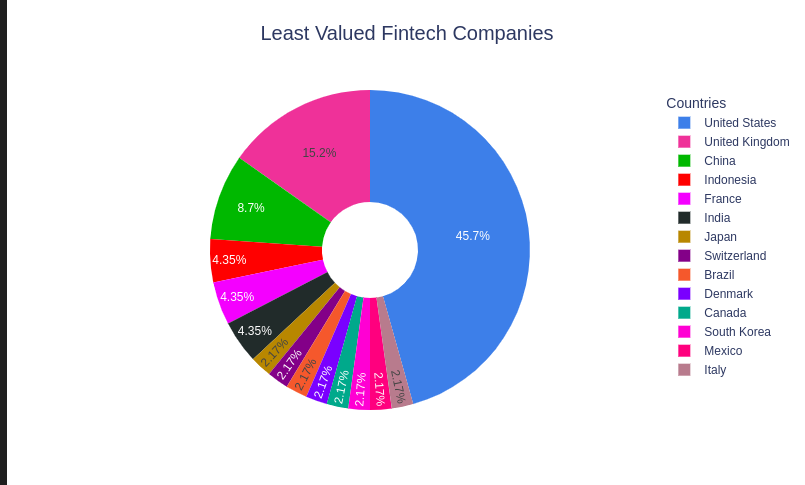 Least Valued Fintech Companies
45.7%
15.2%
8.7%
4.35%
4.35%
4.35%
2.17%
2.17%
2.17%
2.17%
2.17%
2.17%
2.17%
2.17%
Countries
United States
United Kingdom
China
Indonesia
France
India
Japan
Switzerland
Brazil
Denmark
Canada
South Korea
Mexico
Italy